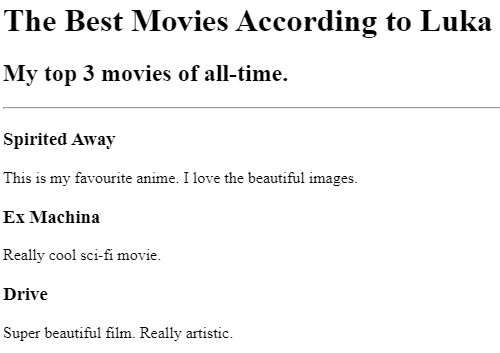 The Best Movies According to Luka
My top 3 movies of all-time.
Spirited Away
This is my favourite anime. I love the beautiful images.
Ex Machina
Really cool sci-fi movie.
Drive
Super beautiful film. Really artistic.